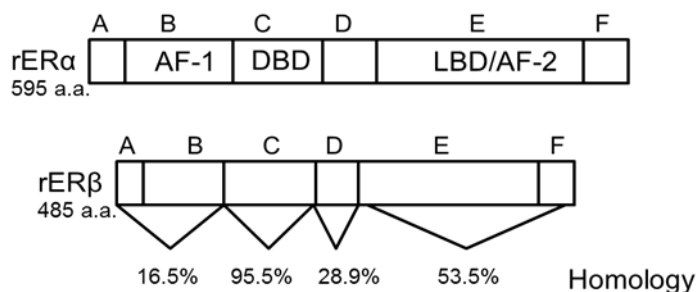 A B C D E F
rERα AF-1 DBD LBD/AF-2
595 a.a.
A B C D E F
rERβ
485 a.a.
16.5% 95.5% 28.9% 53.5% Homology